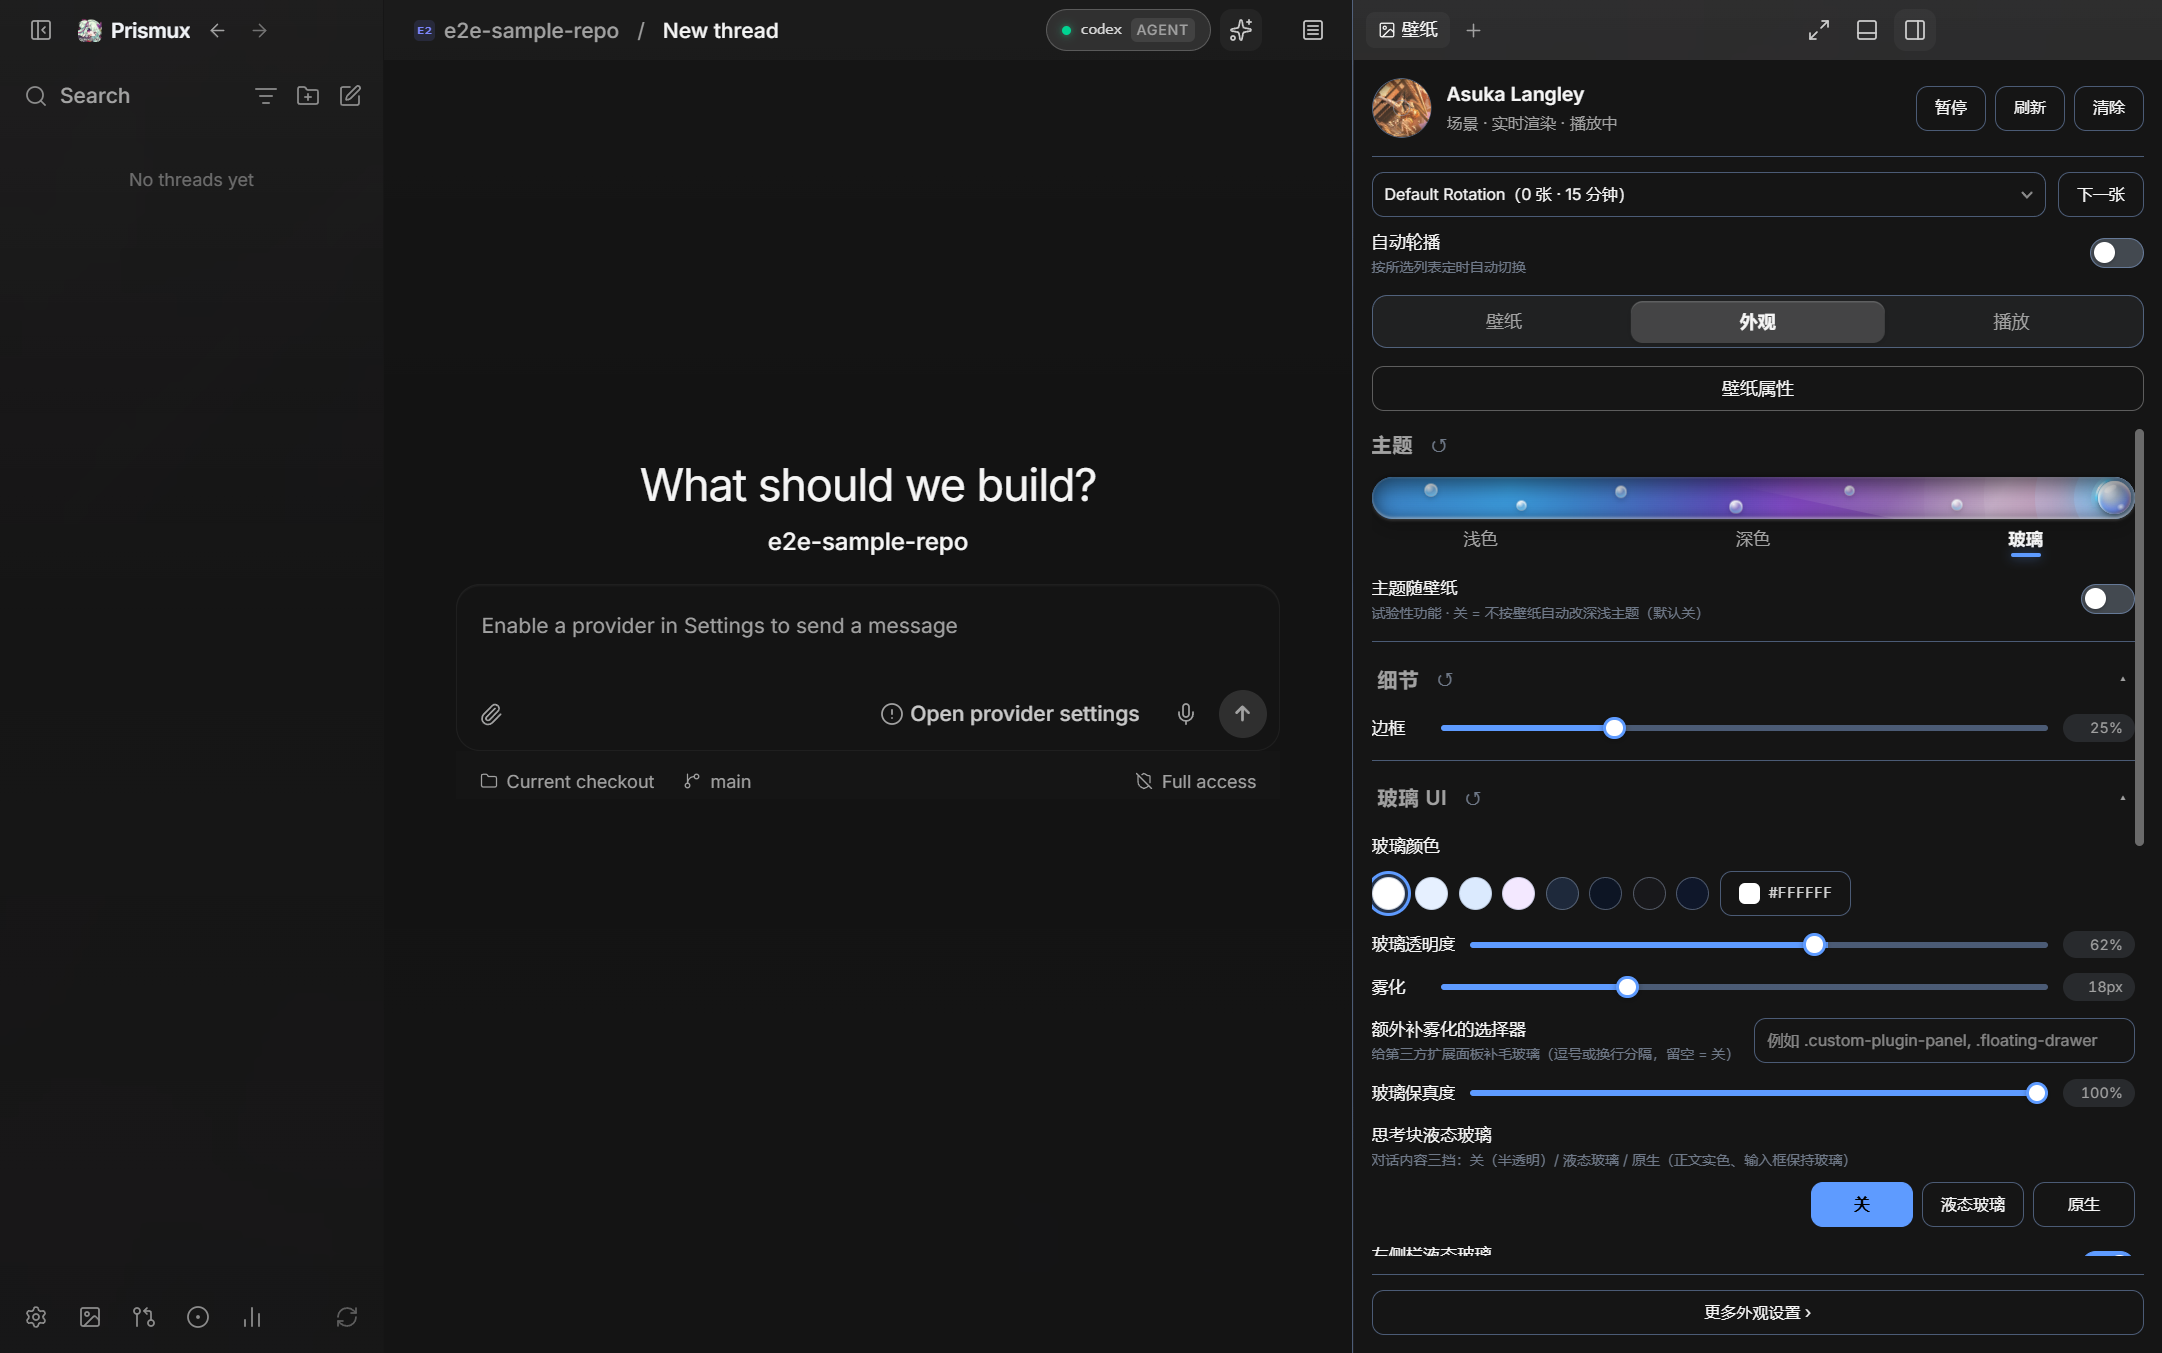 Prismux
Search
No threads yet
E2 e2e-sample-repo / New thread
codex AGENT
What should we build?
e2e-sample-repo
Enable a provider in Settings to send a message
Open provider settings
Current checkout
main
Full access
壁纸
Asuka Langley
场景 · 实时渲染 · 播放中
暂停
刷新
清除
Default Rotation（0 张 · 15 分钟）
下一张
自动轮播
按所选列表定时自动切换
壁纸
外观
播放
壁纸属性
主题
浅色
深色
玻璃
主题随壁纸
试验性功能 · 关 = 不按壁纸自动改深浅主题（默认关）
细节
边框
25%
玻璃 UI
玻璃颜色
#FFFFFF
玻璃透明度
62%
雾化
18px
额外补雾化的选择器
给第三方扩展面板补毛玻璃（逗号或换行分隔，留空 = 关）
例如 .custom-plugin-panel, .floating-drawer
玻璃保真度
100%
思考块液态玻璃
对话内容三挡：关（半透明）/ 液态玻璃 / 原生（正文实色、输入框保持玻璃）
关
液态玻璃
原生
左侧栏液态玻璃
更多外观设置 ›